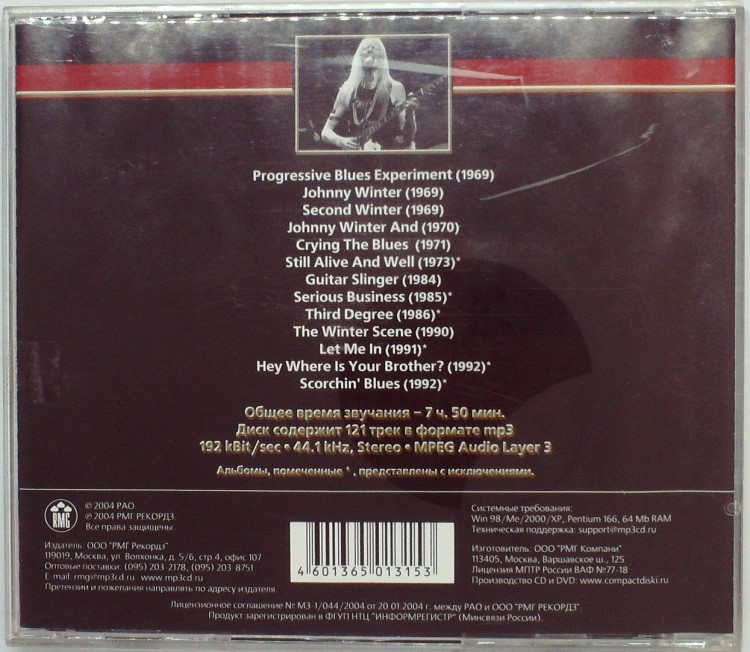 Progressive Blues Experiment (1969)
Johnny Winter (1969)
Second Winter (1969)
Johnny Winter And (1970)
Crying The Blues (1971)
Still Alive And Well (1973)*
Guitar Slinger (1984)
Serious Business (1985)*
Third Degree (1986)*
The Winter Scene (1990)
Let Me In (1991)*
Hey Where Is Your Brother? (1992)*
Scorchin' Blues (1992)*
Общее время звучания – 7 ч. 50 мин.
Диск содержит 121 трек в формате mp3
192 kBit/sec • 44.1 kHz, Stereo • MPEG Audio Layer 3
Альбомы, помеченные * , представлены с исключениями.
RMG
© 2004 РАО.
℗ 2004 РМГ РЕКОРДЗ.
Все права защищены.
Издатель: ООО "РМГ Рекордз"
119019, Москва, ул. Волхонка, д. 5/6, стр.4, офис 107
Оптовые поставки: (095) 203- 2178, (095) 203- 8751
E- mail: rmg@mp3cd.ru www.mp3cd.ru
Претензии и пожелания направлять по адресу издателя.
4601365013153
Системные требования:
Win 98/Me/2000/XP, Pentium 166, 64 Mb RAM
Техническая поддержка: support@mp3cd.ru
Изготовитель: ООО "РМГ Компани"
113405, Москва, Варшавское ш., 125
Лицензия МПТР России ВАФ №77-18
Производство CD и DVD: www.compactdiski.ru
Лицензионное соглашение № МЗ-1/044/2004 от 20.01.2004 г. между РАО и ООО "РМГ РЕКОРДЗ".
Продукт зарегистрирован в ФГУП НТЦ "ИНФОРМРЕГИСТР" (Минсвязи России).